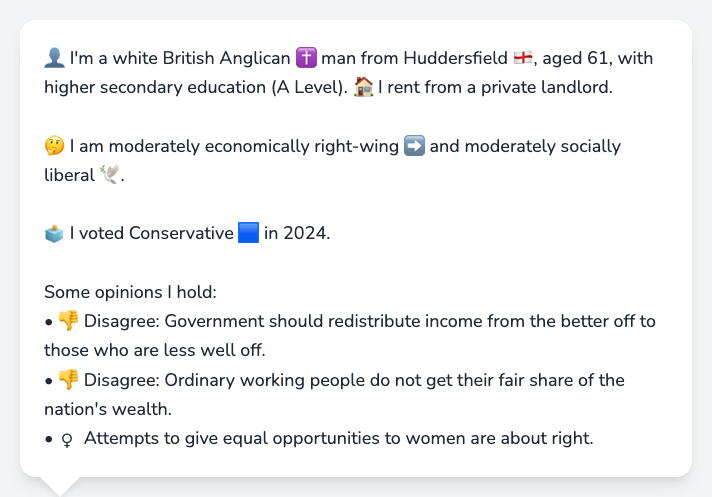 👤 I'm a white British Anglican ✝️ man from Huddersfield 🏴󠁧󠁢󠁥󠁮󠁧󠁿, aged 61, with
higher secondary education (A Level). 🏠 I rent from a private landlord.
🤔 I am moderately economically right-wing ➡️ and moderately socially
liberal 🕊️.
🗳️ I voted Conservative 🟦 in 2024.
Some opinions I hold:
• 👎 Disagree: Government should redistribute income from the better off to
those who are less well off.
• 👎 Disagree: Ordinary working people do not get their fair share of the
nation's wealth.
• ♀ Attempts to give equal opportunities to women are about right.